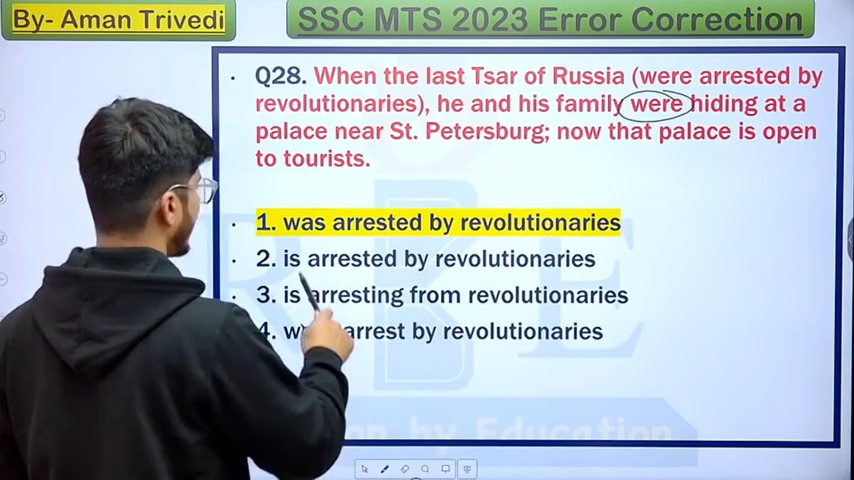 By- Aman Trivedi
SSC MTS 2023 Error Correction
Q28. When the last Tsar of Russia (were arrested by
revolutionaries), he and his family were hiding at a
palace near St. Petersburg; now that palace is open
to tourists.
1. was arrested by revolutionaries
2. is arrested by revolutionaries
3. is arresting from revolutionaries
4. arrest by revolutionaries
by Education